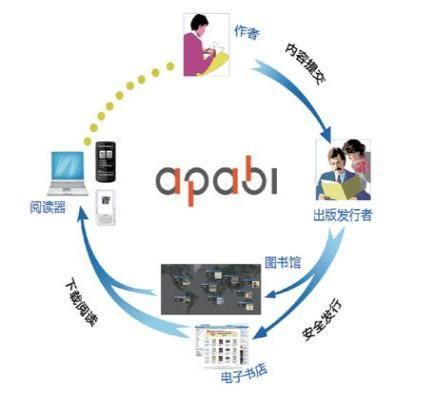 作者
内容提交
apabi
阅读器
出版发行者
图书馆
下载阅读
安全发行
电子书店